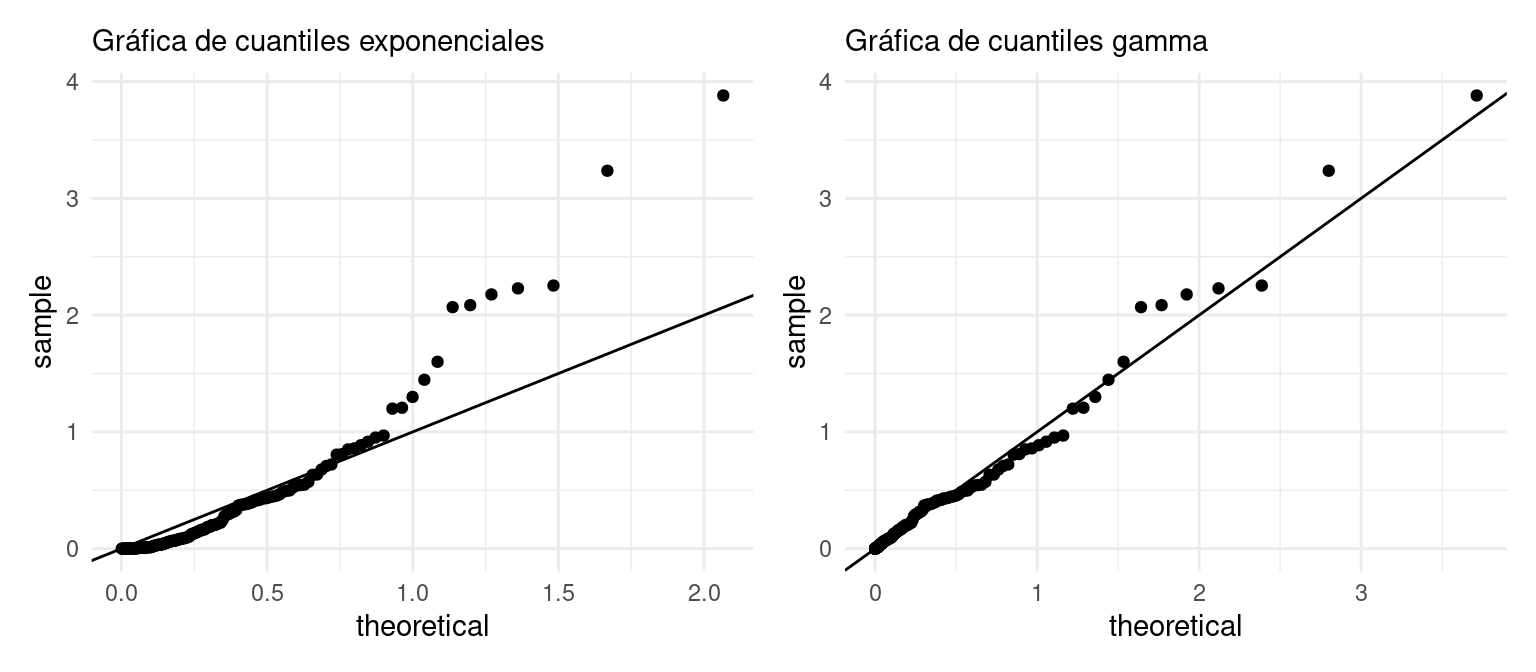 Gráfica de cuantiles exponenciales
4
3
2
1
0
sample
0.0 0.5 1.0 1.5 2.0
theoretical
Gráfica de cuantiles gamma
4
3
2
1
0
sample
0 1 2 3
theoretical